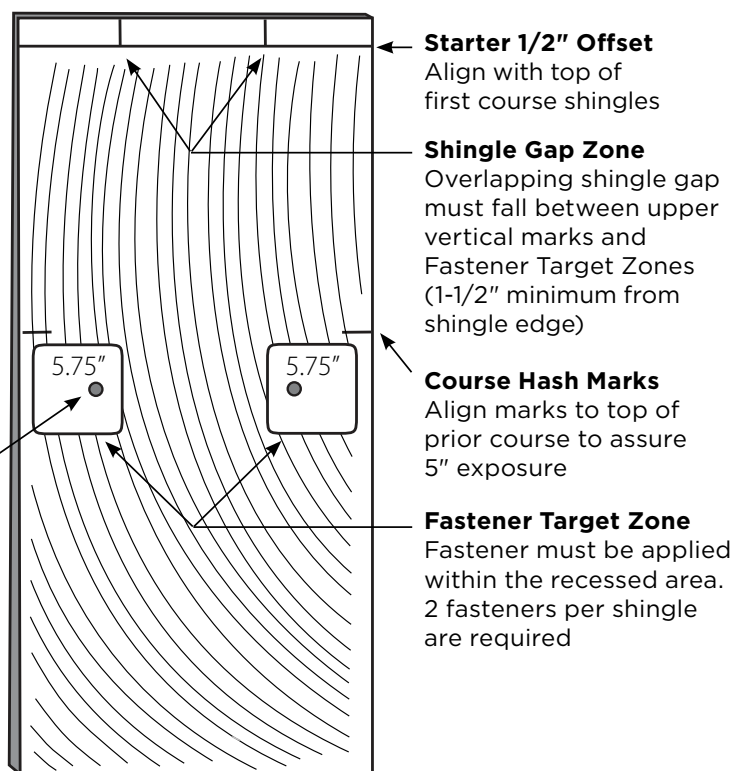 Starter 1/2" Offset
Align with top of
first course shingles
Shingle Gap Zone
Overlapping shingle gap
must fall between upper
vertical marks and
Fastener Target Zones
(1-1/2" minimum from
shingle edge)
5.75" 5.75"
Course Hash Marks
Align marks to top of
prior course to assure
5" exposure
Fastener Target Zone
Fastener must be applied
within the recessed area.
2 fasteners per shingle
are required